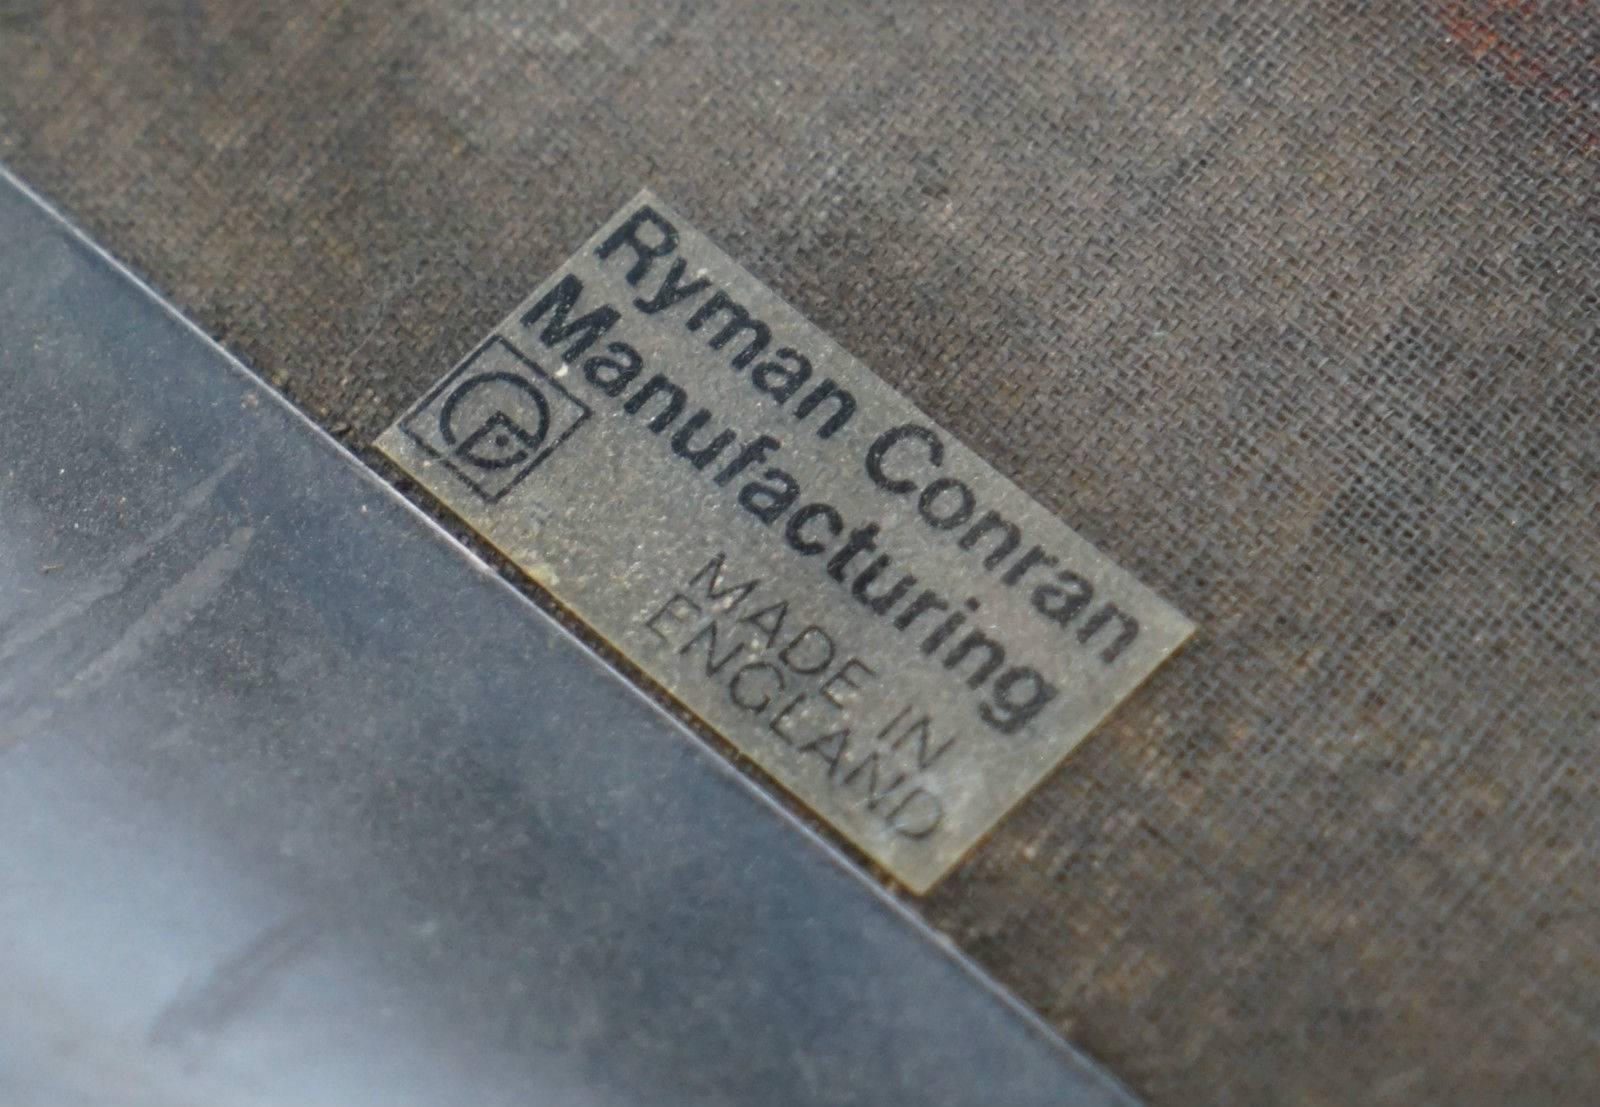 Ryman Conran
Manufacturing
MADE IN
ENGLAND